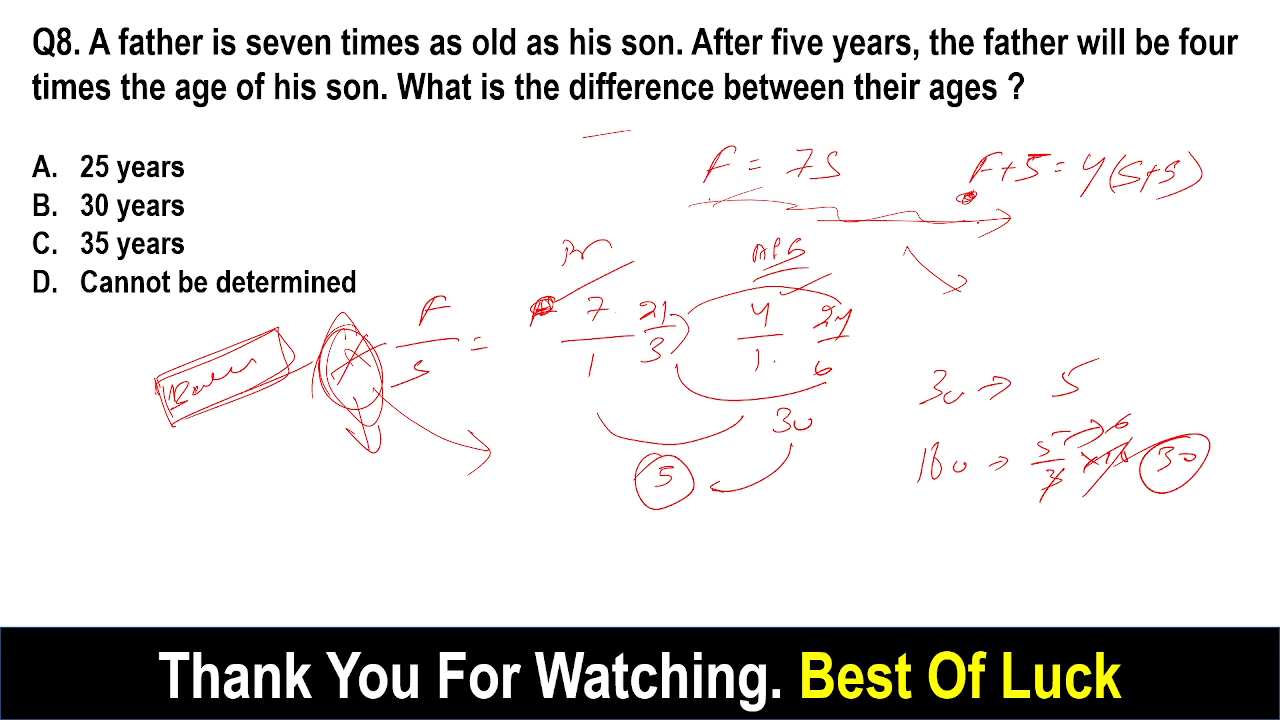 Q8. A father is seven times as old as his son. After five years, the father will be four
times the age of his son. What is the difference between their ages ?
A. 25 years
B. 30 years
C. 35 years
D. Cannot be determined
F = 7S
F+5 = 4(S+5)
F
S
=
7
1
21
3
4
1
24
6
30
5
30 → 5
180 →
30
Thank You For Watching. Best Of Luck